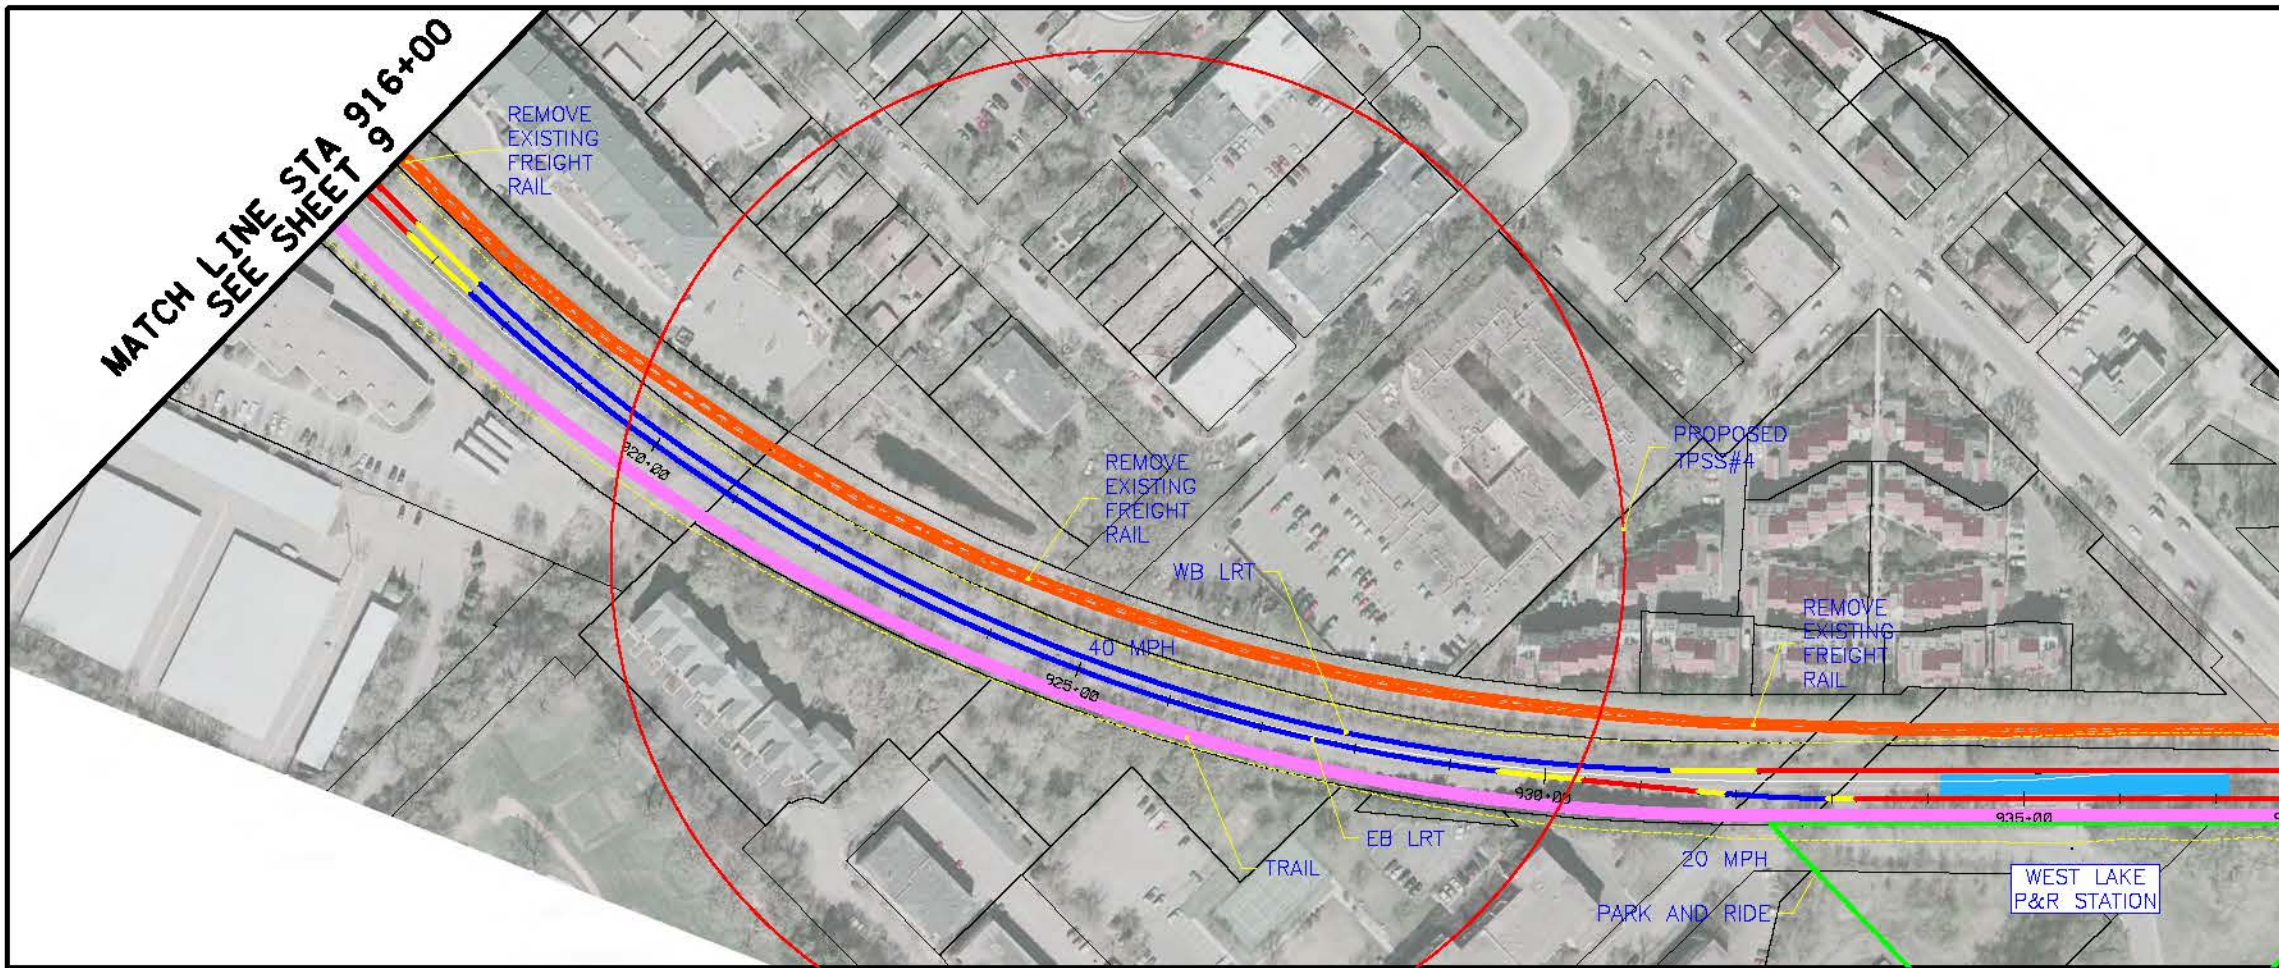 MATCH LINE STA 916+00
SEE SHEET 9
REMOVE
EXISTING
FREIGHT
RAIL
920+00
REMOVE
EXISTING
FREIGHT
RAIL
PROPOSED
TPSS#4
WB LRT
40 MPH
925+00
REMOVE
EXISTING
FREIGHT
RAIL
930+00
935+00
EB LRT
TRAIL
20 MPH
PARK AND RIDE
WEST LAKE
P&R STATION